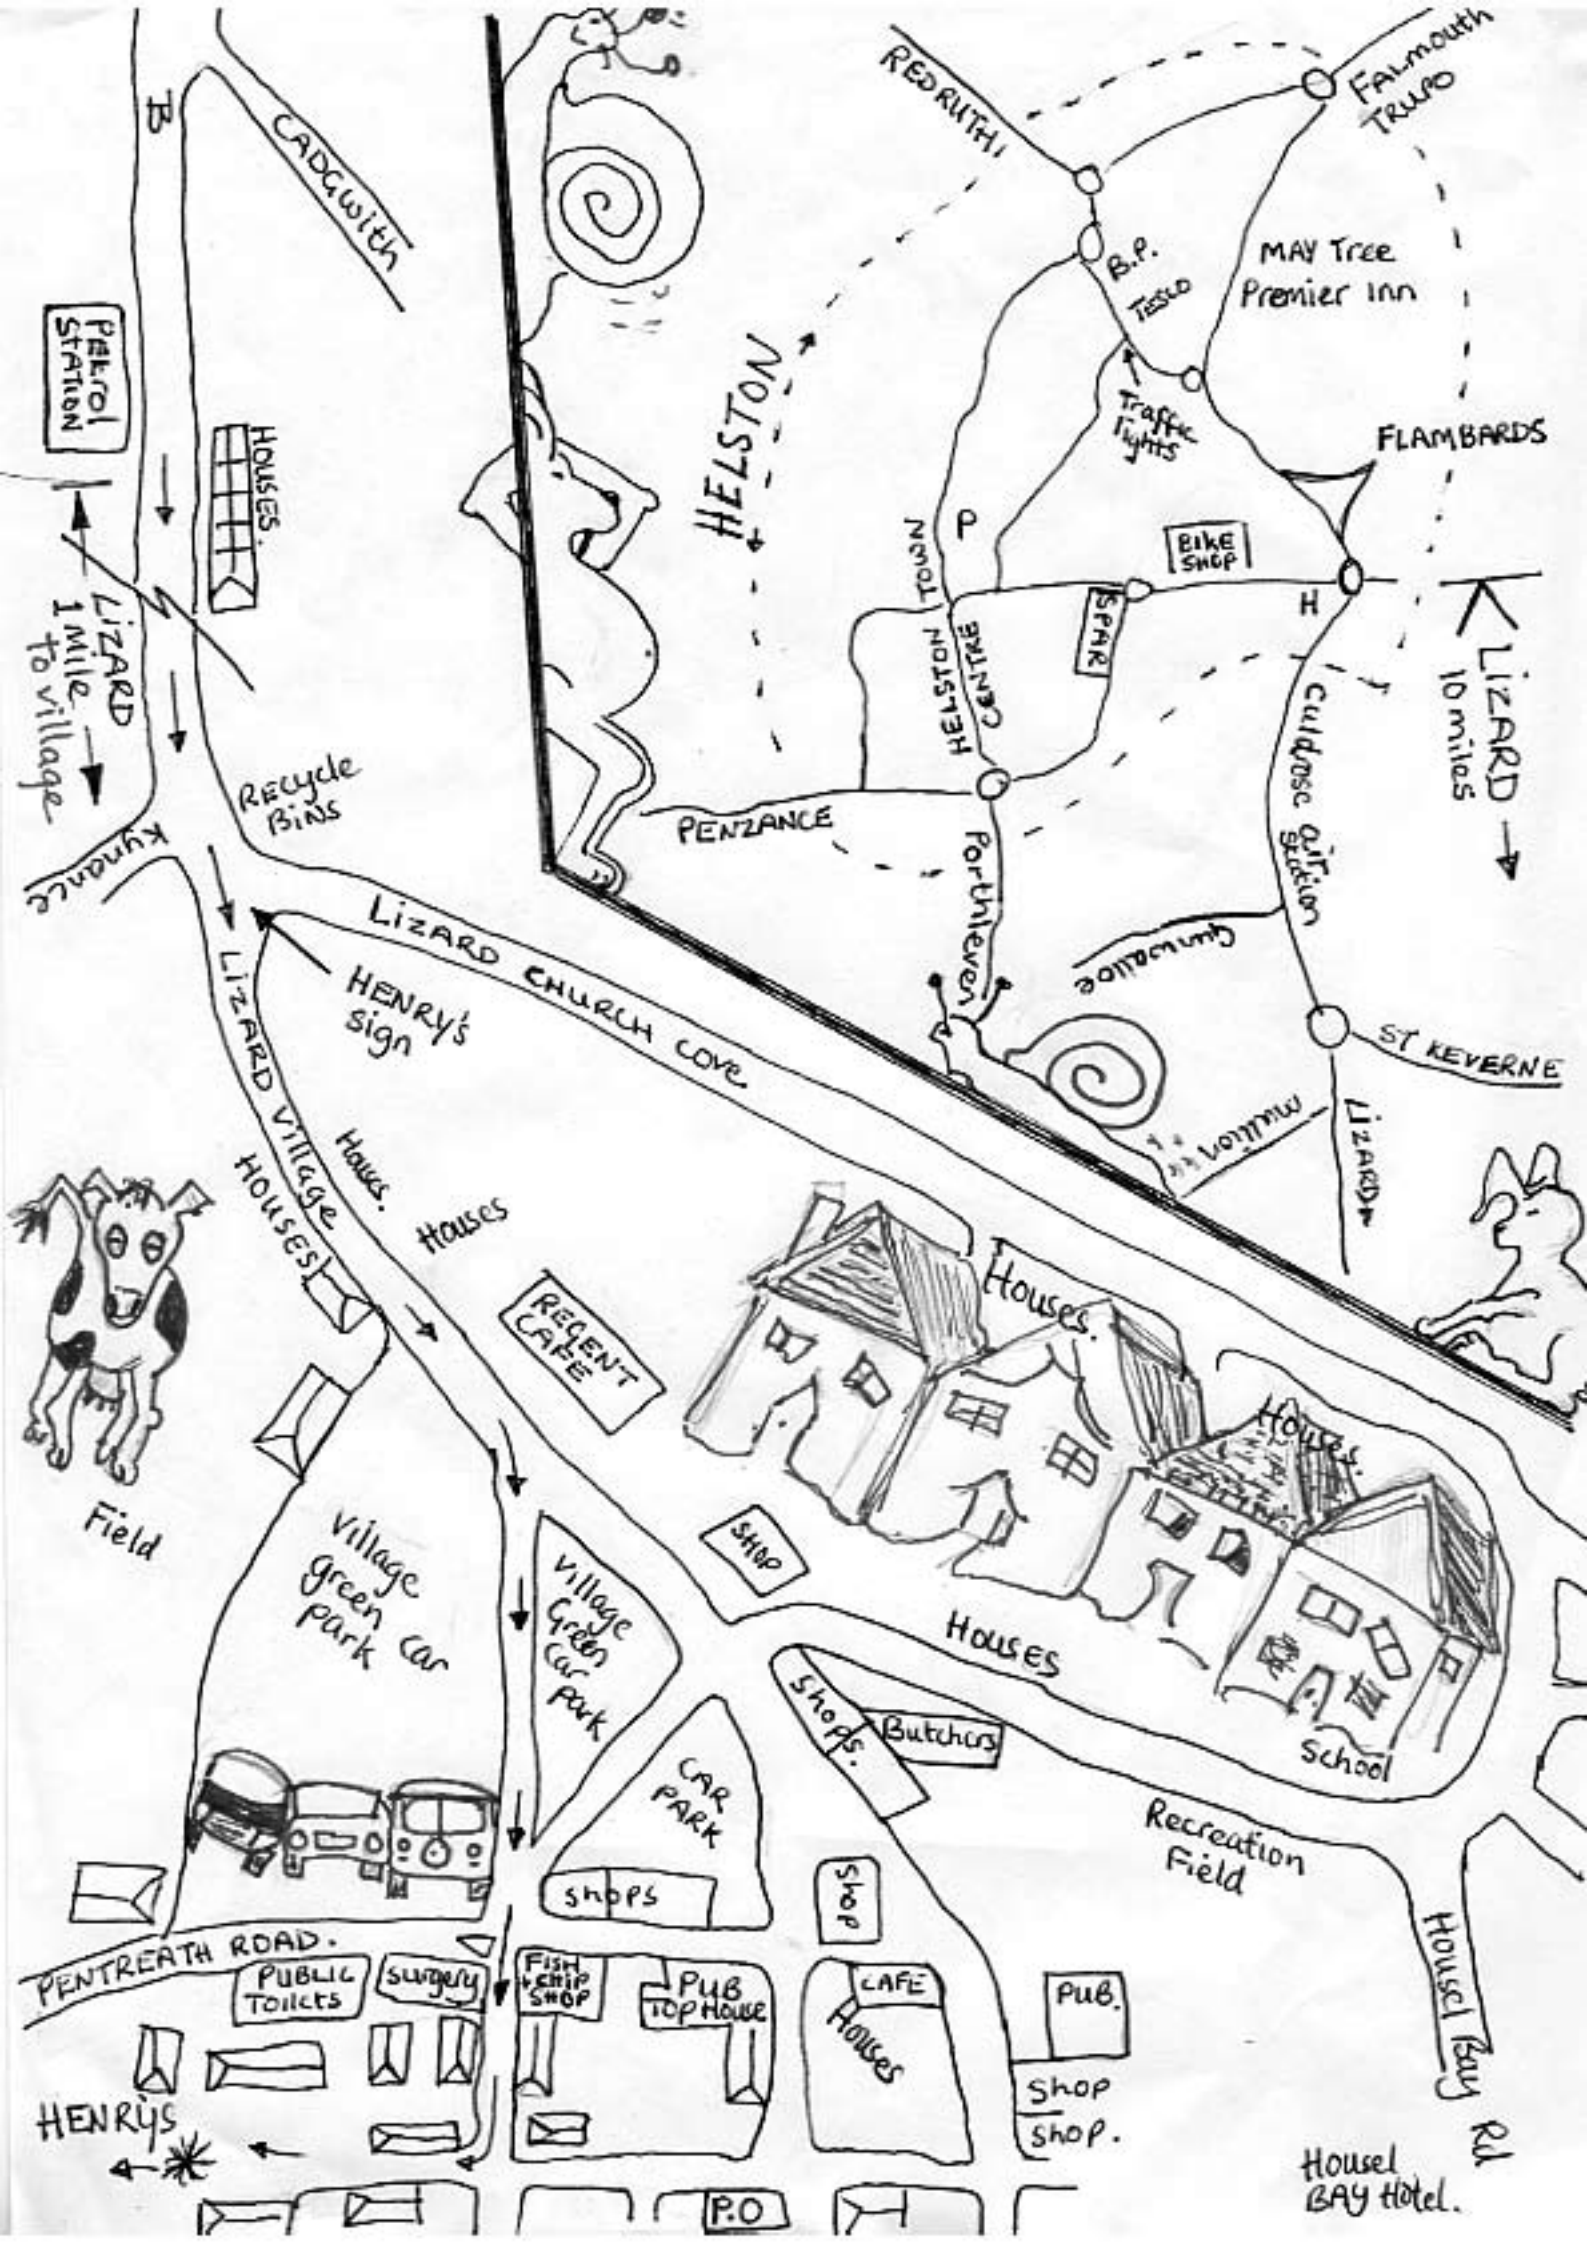 B
CADGWith
REDRUTH
FALMOUTH
TRURO
B.P.
TESCO
MAY Tree
Premier Inn
PEtrol
STATION
HOUSES.
HELSTON
Traffic
lights
FLAMBARDS
P
TOWN
BIKE
SHOP
SPAR
H
HELSTON
CENTRE
LIZARD
10 miles
LIZARD
1 MILE
to village
Culdrose air
Station
RECycle
BiNS
Kynance
PENZANCE
Porthleven
Gunwalloe
LIZARD CHURCH COVE
HENRY'S
sign
ST KEVERNE
LIZARD
mullion
LIZARD village
HOUSES
Houses
REGENT
CAFE
Houses.
Houses.
Field
Village
green car
park
Village
Green
Car
park
SHOP
HOUSES
Shops.
Butchers
School
CAR
PARK
Recreation
Field
shops
Shop
PENTREATH ROAD.
PUBLIC
Toilets
surgery
FISH
+ CHIP
SHOP
PUB
TOP HOUSE
CAFE
Houses
PUB.
Shop
Shop.
Housel Bay Rd
HENRYS
P.O
Housel
BAY Hotel.